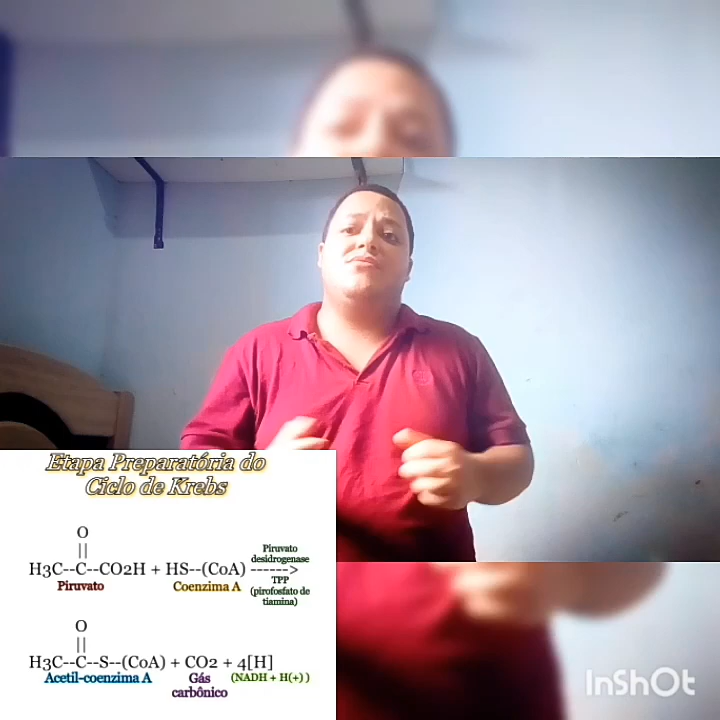 Etapa Preparatória do
Ciclo de Krebs
O
||
H3C--C--CO2H + HS--(CoA) ------>
Piruvato
Coenzima A
Piruvato
desidrogenase
TPP
(pirofosfato de
tiamina)
O
||
H3C--C--S--(CoA) + CO2 + 4[H]
Acetil-coenzima A
Gás
carbônico
(NADH + H(+) )
InShOt